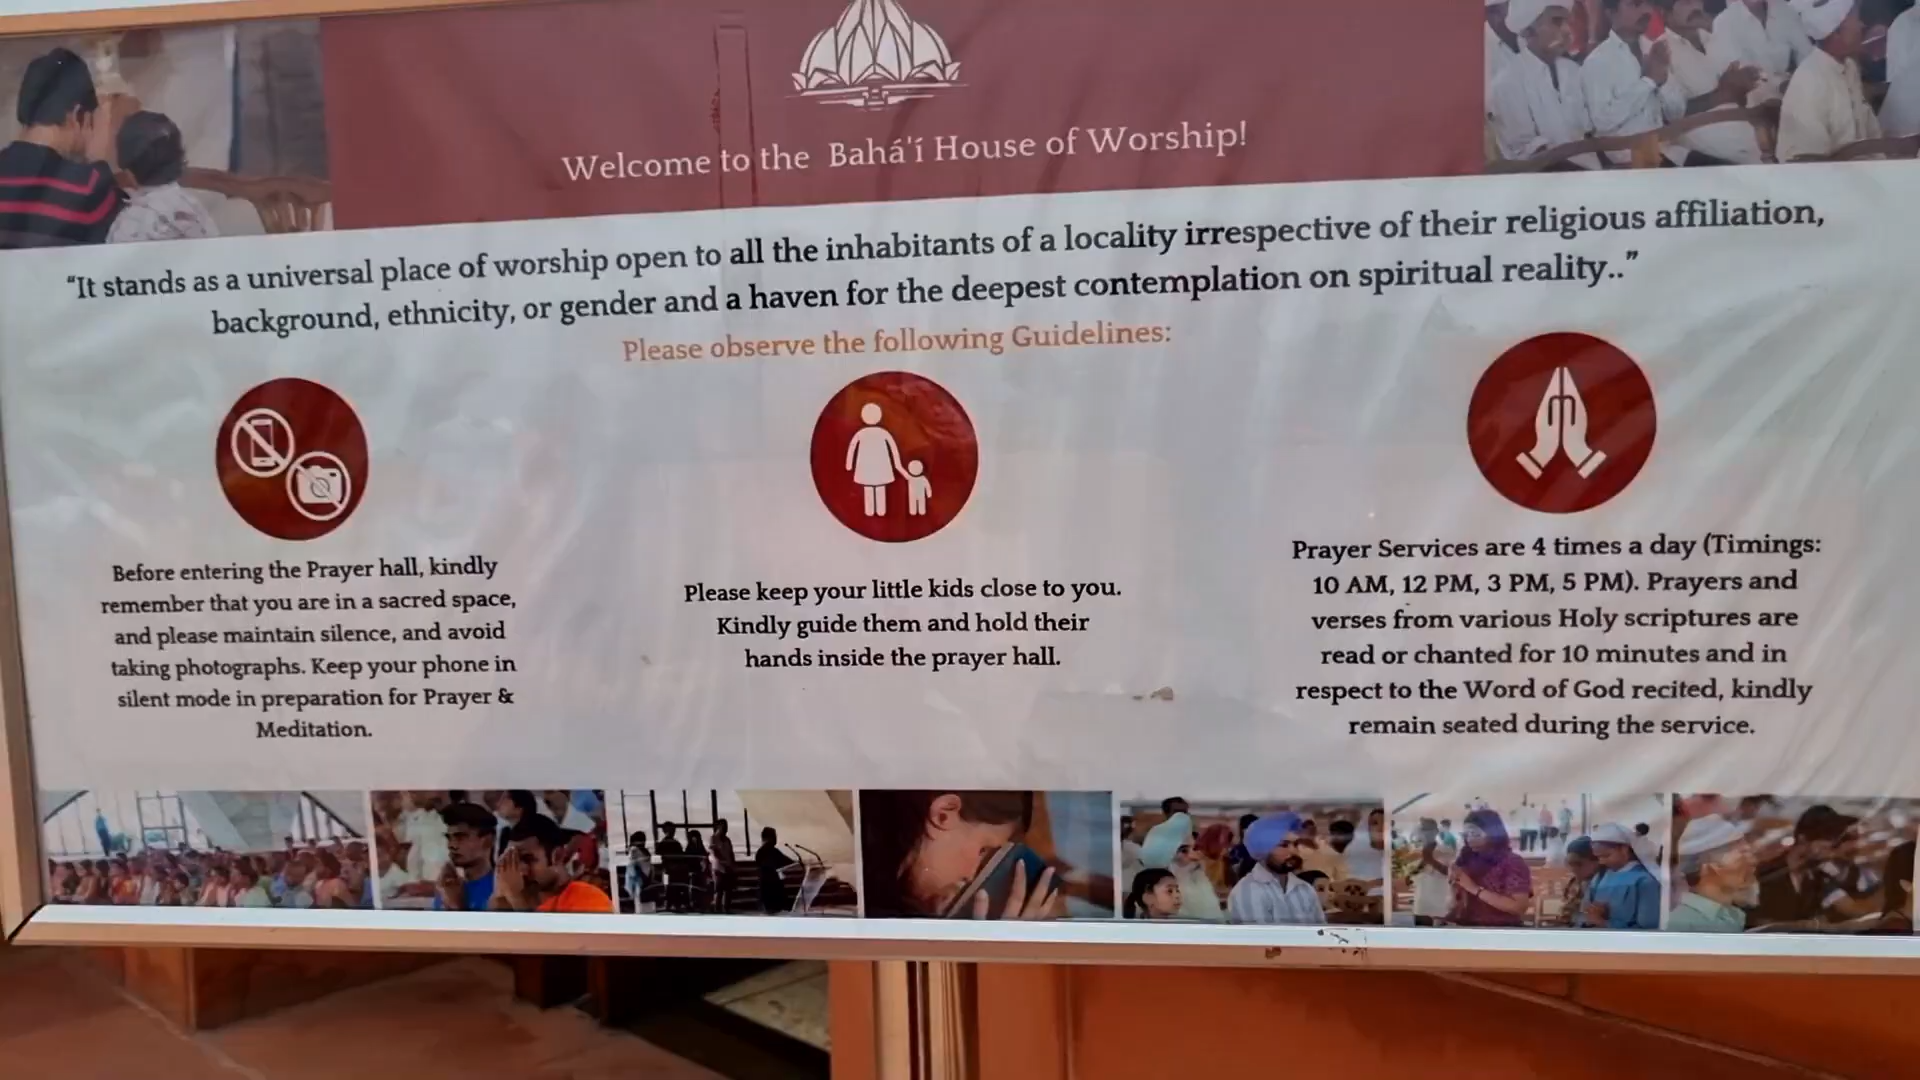 Welcome to the Bahá'í House of Worship!
“It stands as a universal place of worship open to all the inhabitants of a locality irrespective of their religious affiliation,
background, ethnicity, or gender and a haven for the deepest contemplation on spiritual reality..”
Please observe the following Guidelines:
Before entering the Prayer hall, kindly
remember that you are in a sacred space,
and please maintain silence, and avoid
taking photographs. Keep your phone in
silent mode in preparation for Prayer &
Meditation.
Please keep your little kids close to you.
Kindly guide them and hold their
hands inside the prayer hall.
Prayer Services are 4 times a day (Timings:
10 AM, 12 PM, 3 PM, 5 PM). Prayers and
verses from various Holy scriptures are
read or chanted for 10 minutes and in
respect to the Word of God recited, kindly
remain seated during the service.